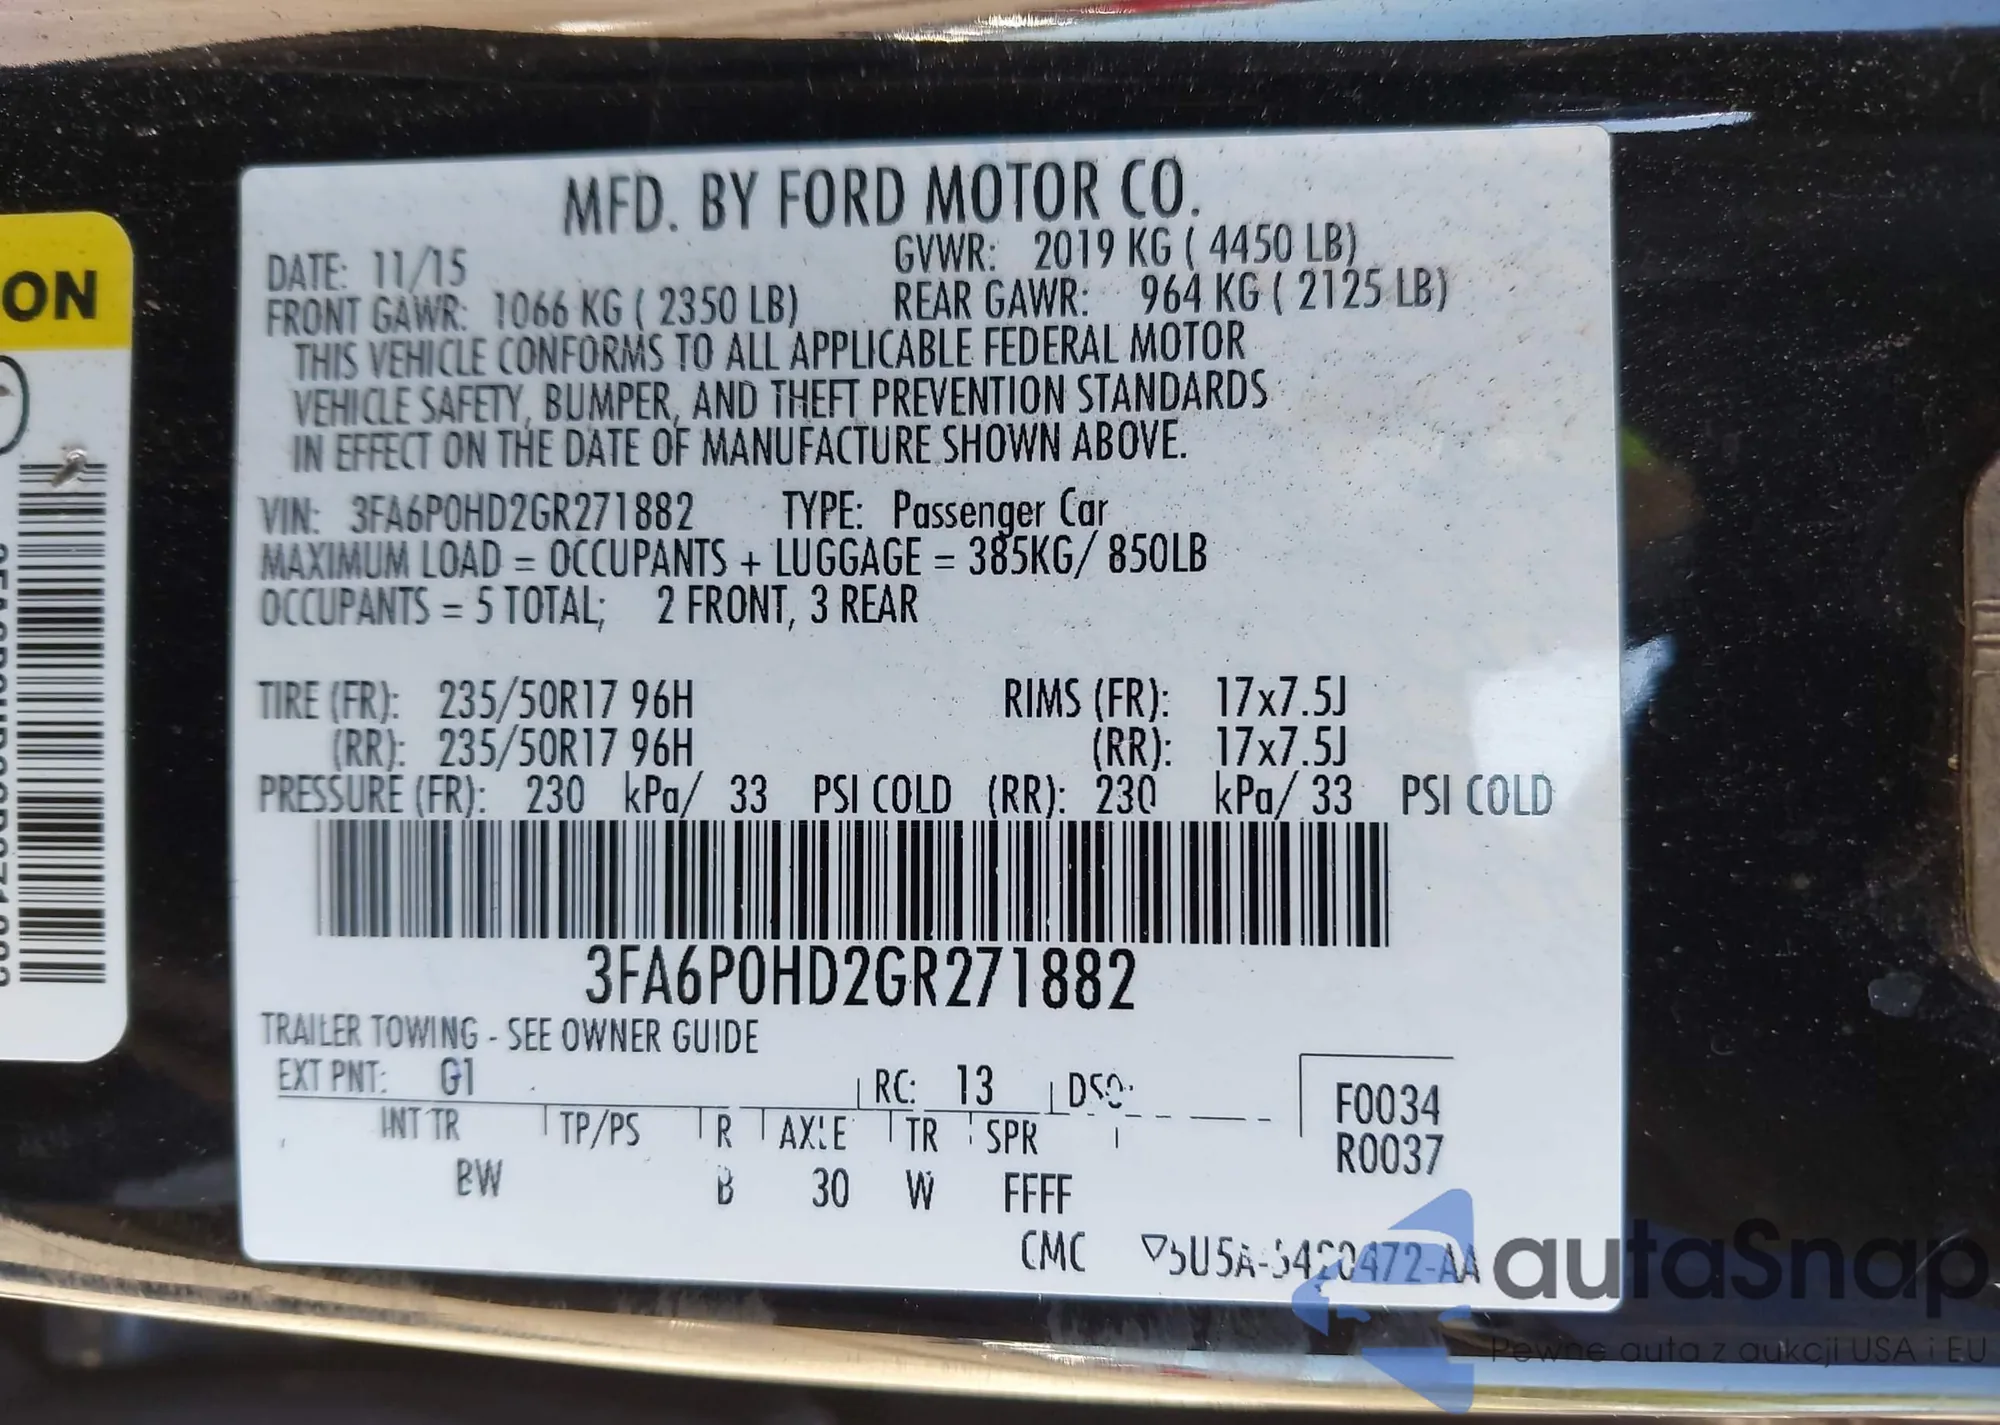 MFD. BY FORD MOTOR CO.
DATE: 11/15 GVWR: 2019 KG ( 4450 LB)
FRONT GAWR: 1066 KG ( 2350 LB) REAR GAWR: 964 KG ( 2125 LB)
THIS VEHICLE CONFORMS TO ALL APPLICABLE FEDERAL MOTOR
VEHICLE SAFETY, BUMPER, AND THEFT PREVENTION STANDARDS
IN EFFECT ON THE DATE OF MANUFACTURE SHOWN ABOVE.
VIN: 3FA6P0HD2GR271882 TYPE: Passenger Car
MAXIMUM LOAD = OCCUPANTS + LUGGAGE = 385KG/ 850LB
OCCUPANTS = 5 TOTAL; 2 FRONT, 3 REAR
TIRE (FR): 235/50R17 96H RIMS (FR): 17x7.5J
(RR): 235/50R17 96H (RR): 17x7.5J
PRESSURE (FR): 230 kPa/ 33 PSI COLD (RR): 230 kPa/ 33 PSI COLD
3FA6P0HD2GR271882
TRAILER TOWING - SEE OWNER GUIDE
EXT PNT: G1 RC: 13 DSO:
INT TR TP/PS R AXLE TR SPR
BW B 30 W FFFF
F0034
R0037
CMC
ON
autaSnap
Pewne auta z aukcji USA i EU